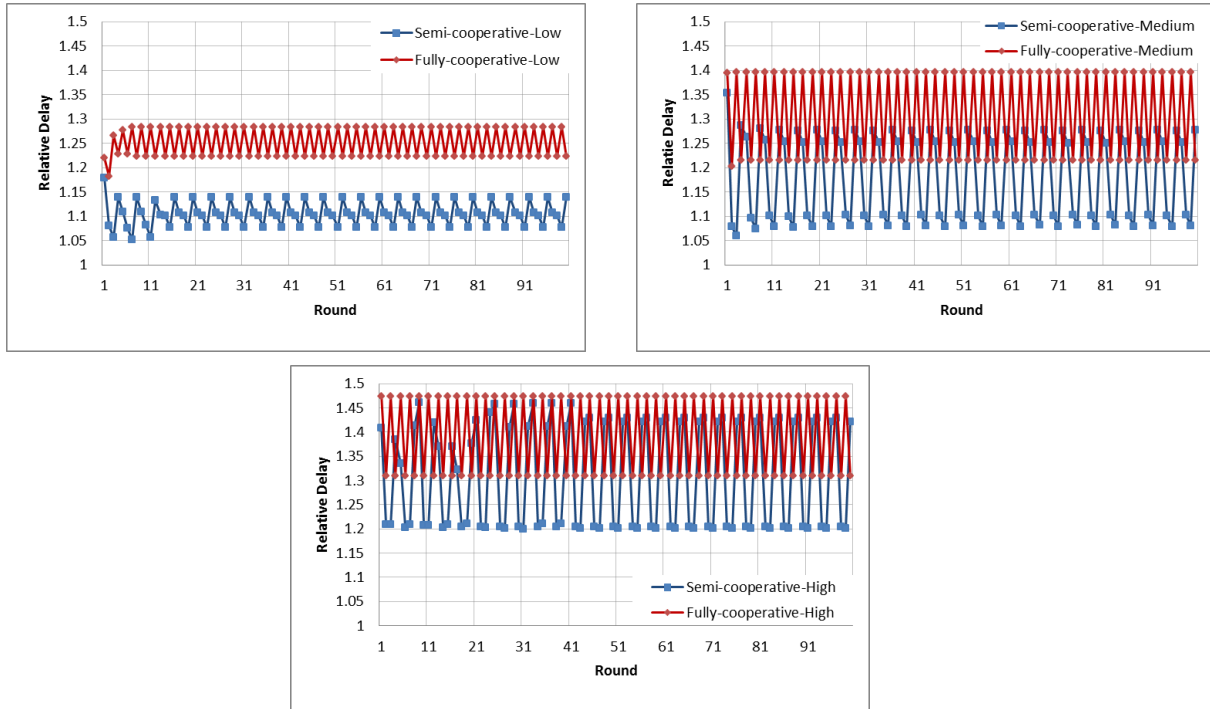 1.5
1.45
1.4
1.35
1.3
1.25
1.2
1.15
1.1
1.05
1
Relative Delay
Semi-cooperative-Low
Fully-cooperative-Low
1 11 21 31 41 51 61 71 81 91
Round
1.5
1.45
1.4
1.35
1.3
1.25
1.2
1.15
1.1
1.05
1
Relatie Delay
Semi-cooperative-Medium
Fully-cooperative-Medium
1 11 21 31 41 51 61 71 81 91
Round
1.5
1.45
1.4
1.35
1.3
1.25
1.2
1.15
1.1
1.05
1
Relative Delay
Semi-cooperative-High
Fully-cooperative-High
1 11 21 31 41 51 61 71 81 91
Round